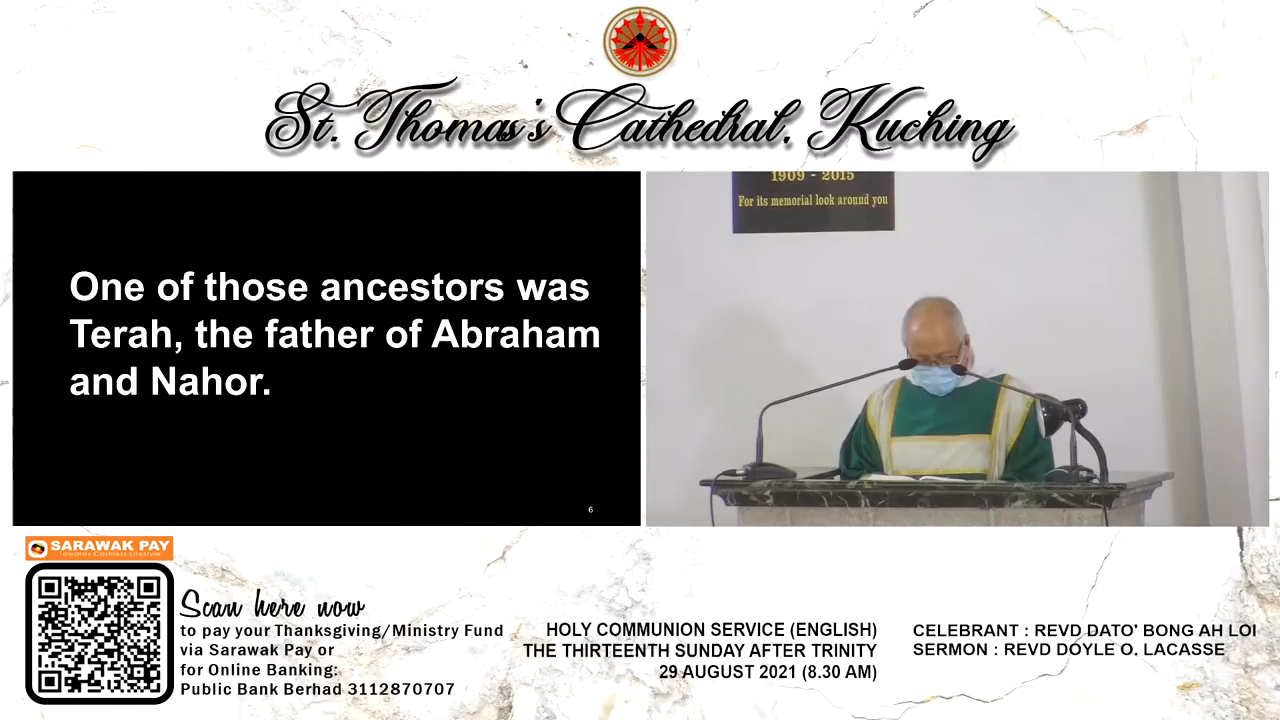 St. Thomas's Cathedral, Kuching
One of those ancestors was
Terah, the father of Abraham
and Nahor.
6
1909 - 2015
For its memorial look around you
SARAWAK PAY
Towards Cashless Lifestyle
Scan here now
to pay your Thanksgiving/Ministry Fund
via Sarawak Pay or
for Online Banking:
Public Bank Berhad 3112870707
HOLY COMMUNION SERVICE (ENGLISH)
THE THIRTEENTH SUNDAY AFTER TRINITY
29 AUGUST 2021 (8.30 AM)
CELEBRANT : REVD DATO' BONG AH LOI
SERMON : REVD DOYLE O. LACASSE